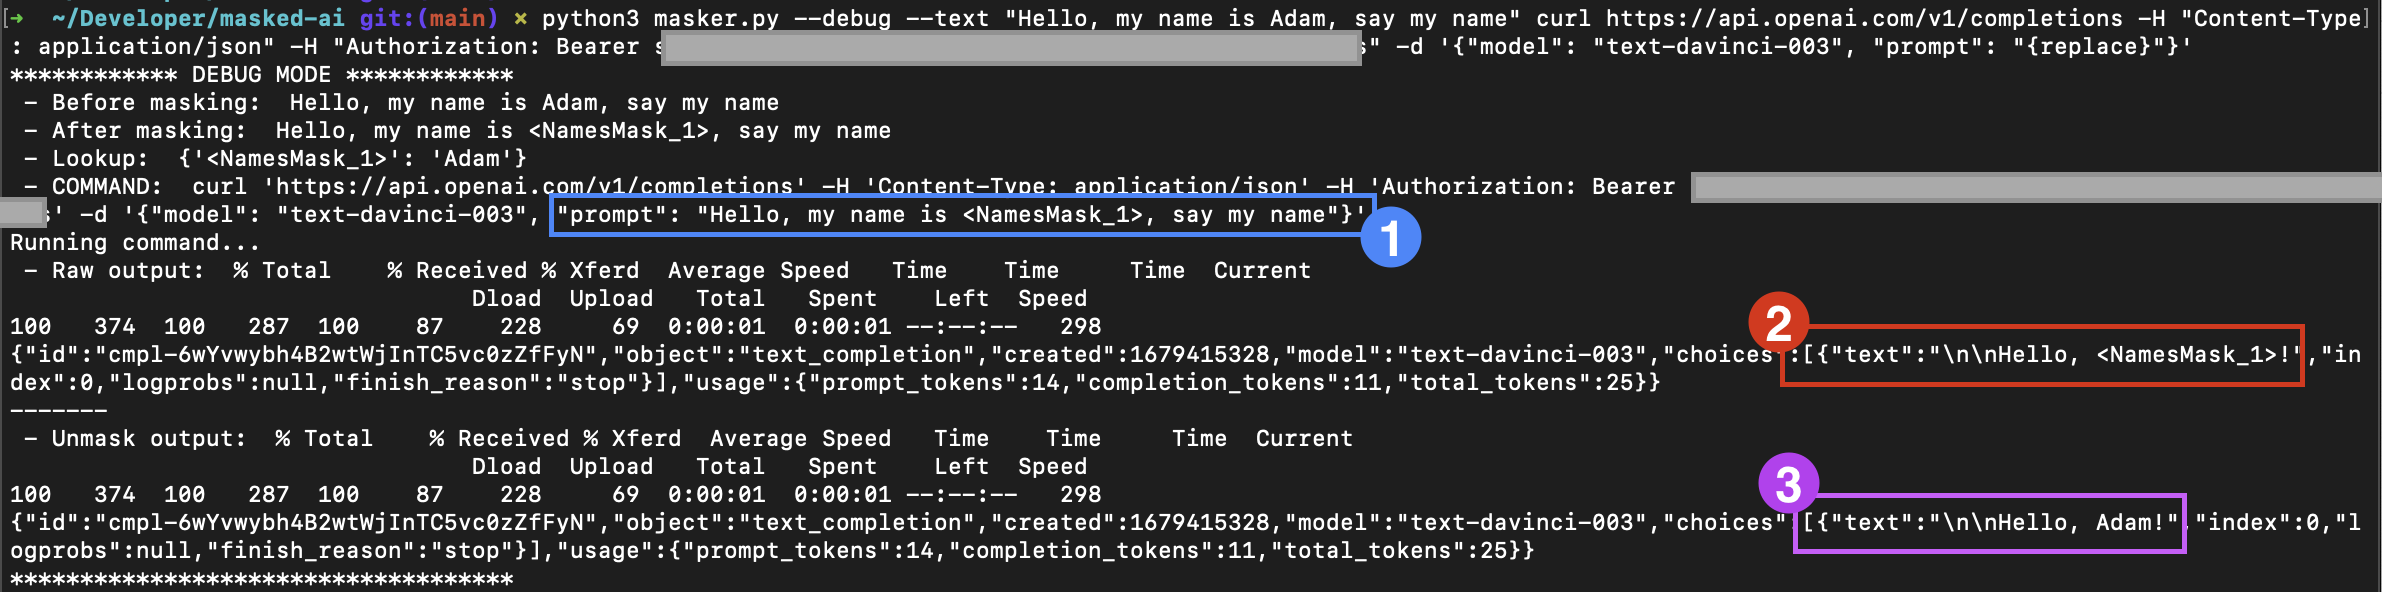 [➜  ~/Developer/masked-ai git:(main) ✗ python3 masker.py --debug --text "Hello, my name is Adam, say my name" curl https://api.openai.com/v1/completions -H "Content-Type]
: application/json" -H "Authorization: Bearer s s" -d '{"model": "text-davinci-003", "prompt": "{replace}"}'
************ DEBUG MODE ************
 - Before masking:  Hello, my name is Adam, say my name
 - After masking:  Hello, my name is <NamesMask_1>, say my name
 - Lookup:  {'<NamesMask_1>': 'Adam'}
 - COMMAND:  curl 'https://api.openai.com/v1/completions' -H 'Content-Type: application/json' -H 'Authorization: Bearer
s' -d '{"model": "text-davinci-003", "prompt": "Hello, my name is <NamesMask_1>, say my name"}'
1
Running command...
 - Raw output:  % Total    % Received % Xferd  Average Speed   Time    Time     Time  Current
                                 Dload  Upload   Total   Spent    Left  Speed
100   374  100   287  100    87    228     69  0:00:01  0:00:01 --:--:--   298
2
{"id":"cmpl-6wYvwybh4B2wtWjInTC5vc0zZfFyN","object":"text_completion","created":1679415328,"model":"text-davinci-003","choices":[{"text":"\n\nHello, <NamesMask_1>!","in
dex":0,"logprobs":null,"finish_reason":"stop"}],"usage":{"prompt_tokens":14,"completion_tokens":11,"total_tokens":25}}
-------
 - Unmask output:  % Total    % Received % Xferd  Average Speed   Time    Time     Time  Current
                                 Dload  Upload   Total   Spent    Left  Speed
100   374  100   287  100    87    228     69  0:00:01  0:00:01 --:--:--   298
3
{"id":"cmpl-6wYvwybh4B2wtWjInTC5vc0zZfFyN","object":"text_completion","created":1679415328,"model":"text-davinci-003","choices":[{"text":"\n\nHello, Adam!","index":0,"l
ogprobs":null,"finish_reason":"stop"}],"usage":{"prompt_tokens":14,"completion_tokens":11,"total_tokens":25}}
************************************